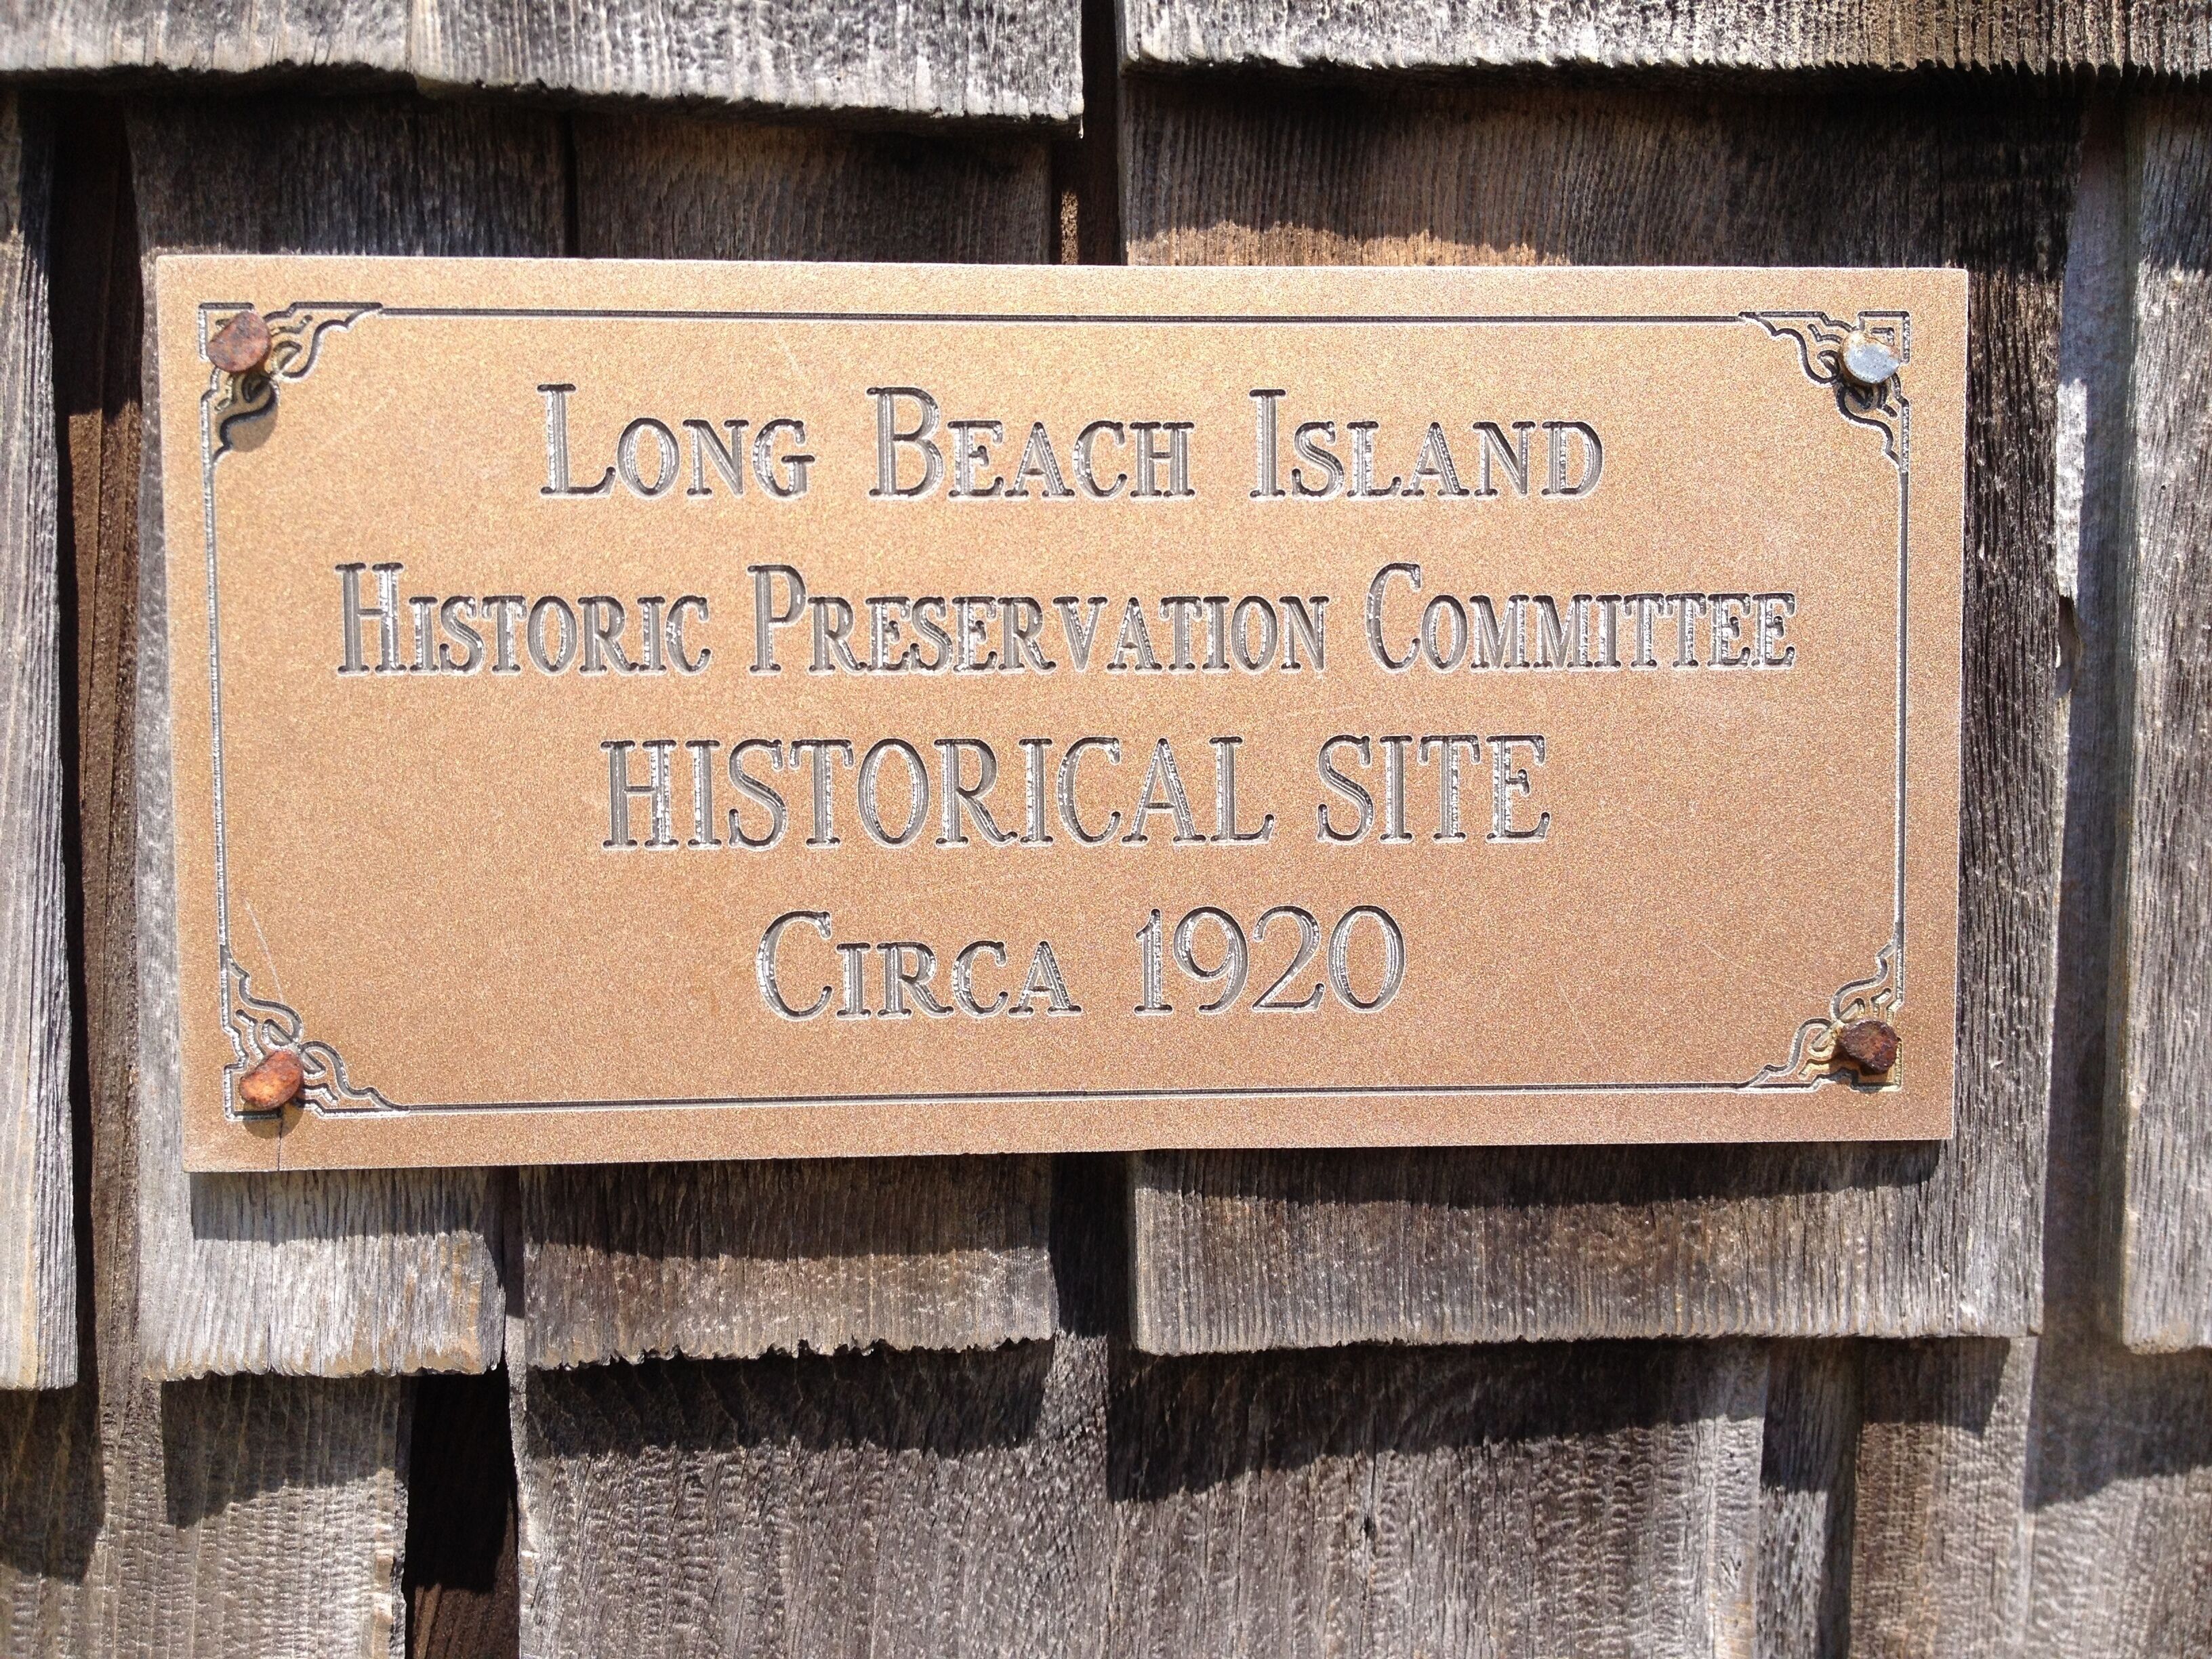 Long Beach Island
Historic Preservation Committee
HISTORICAL SITE
Circa 1920